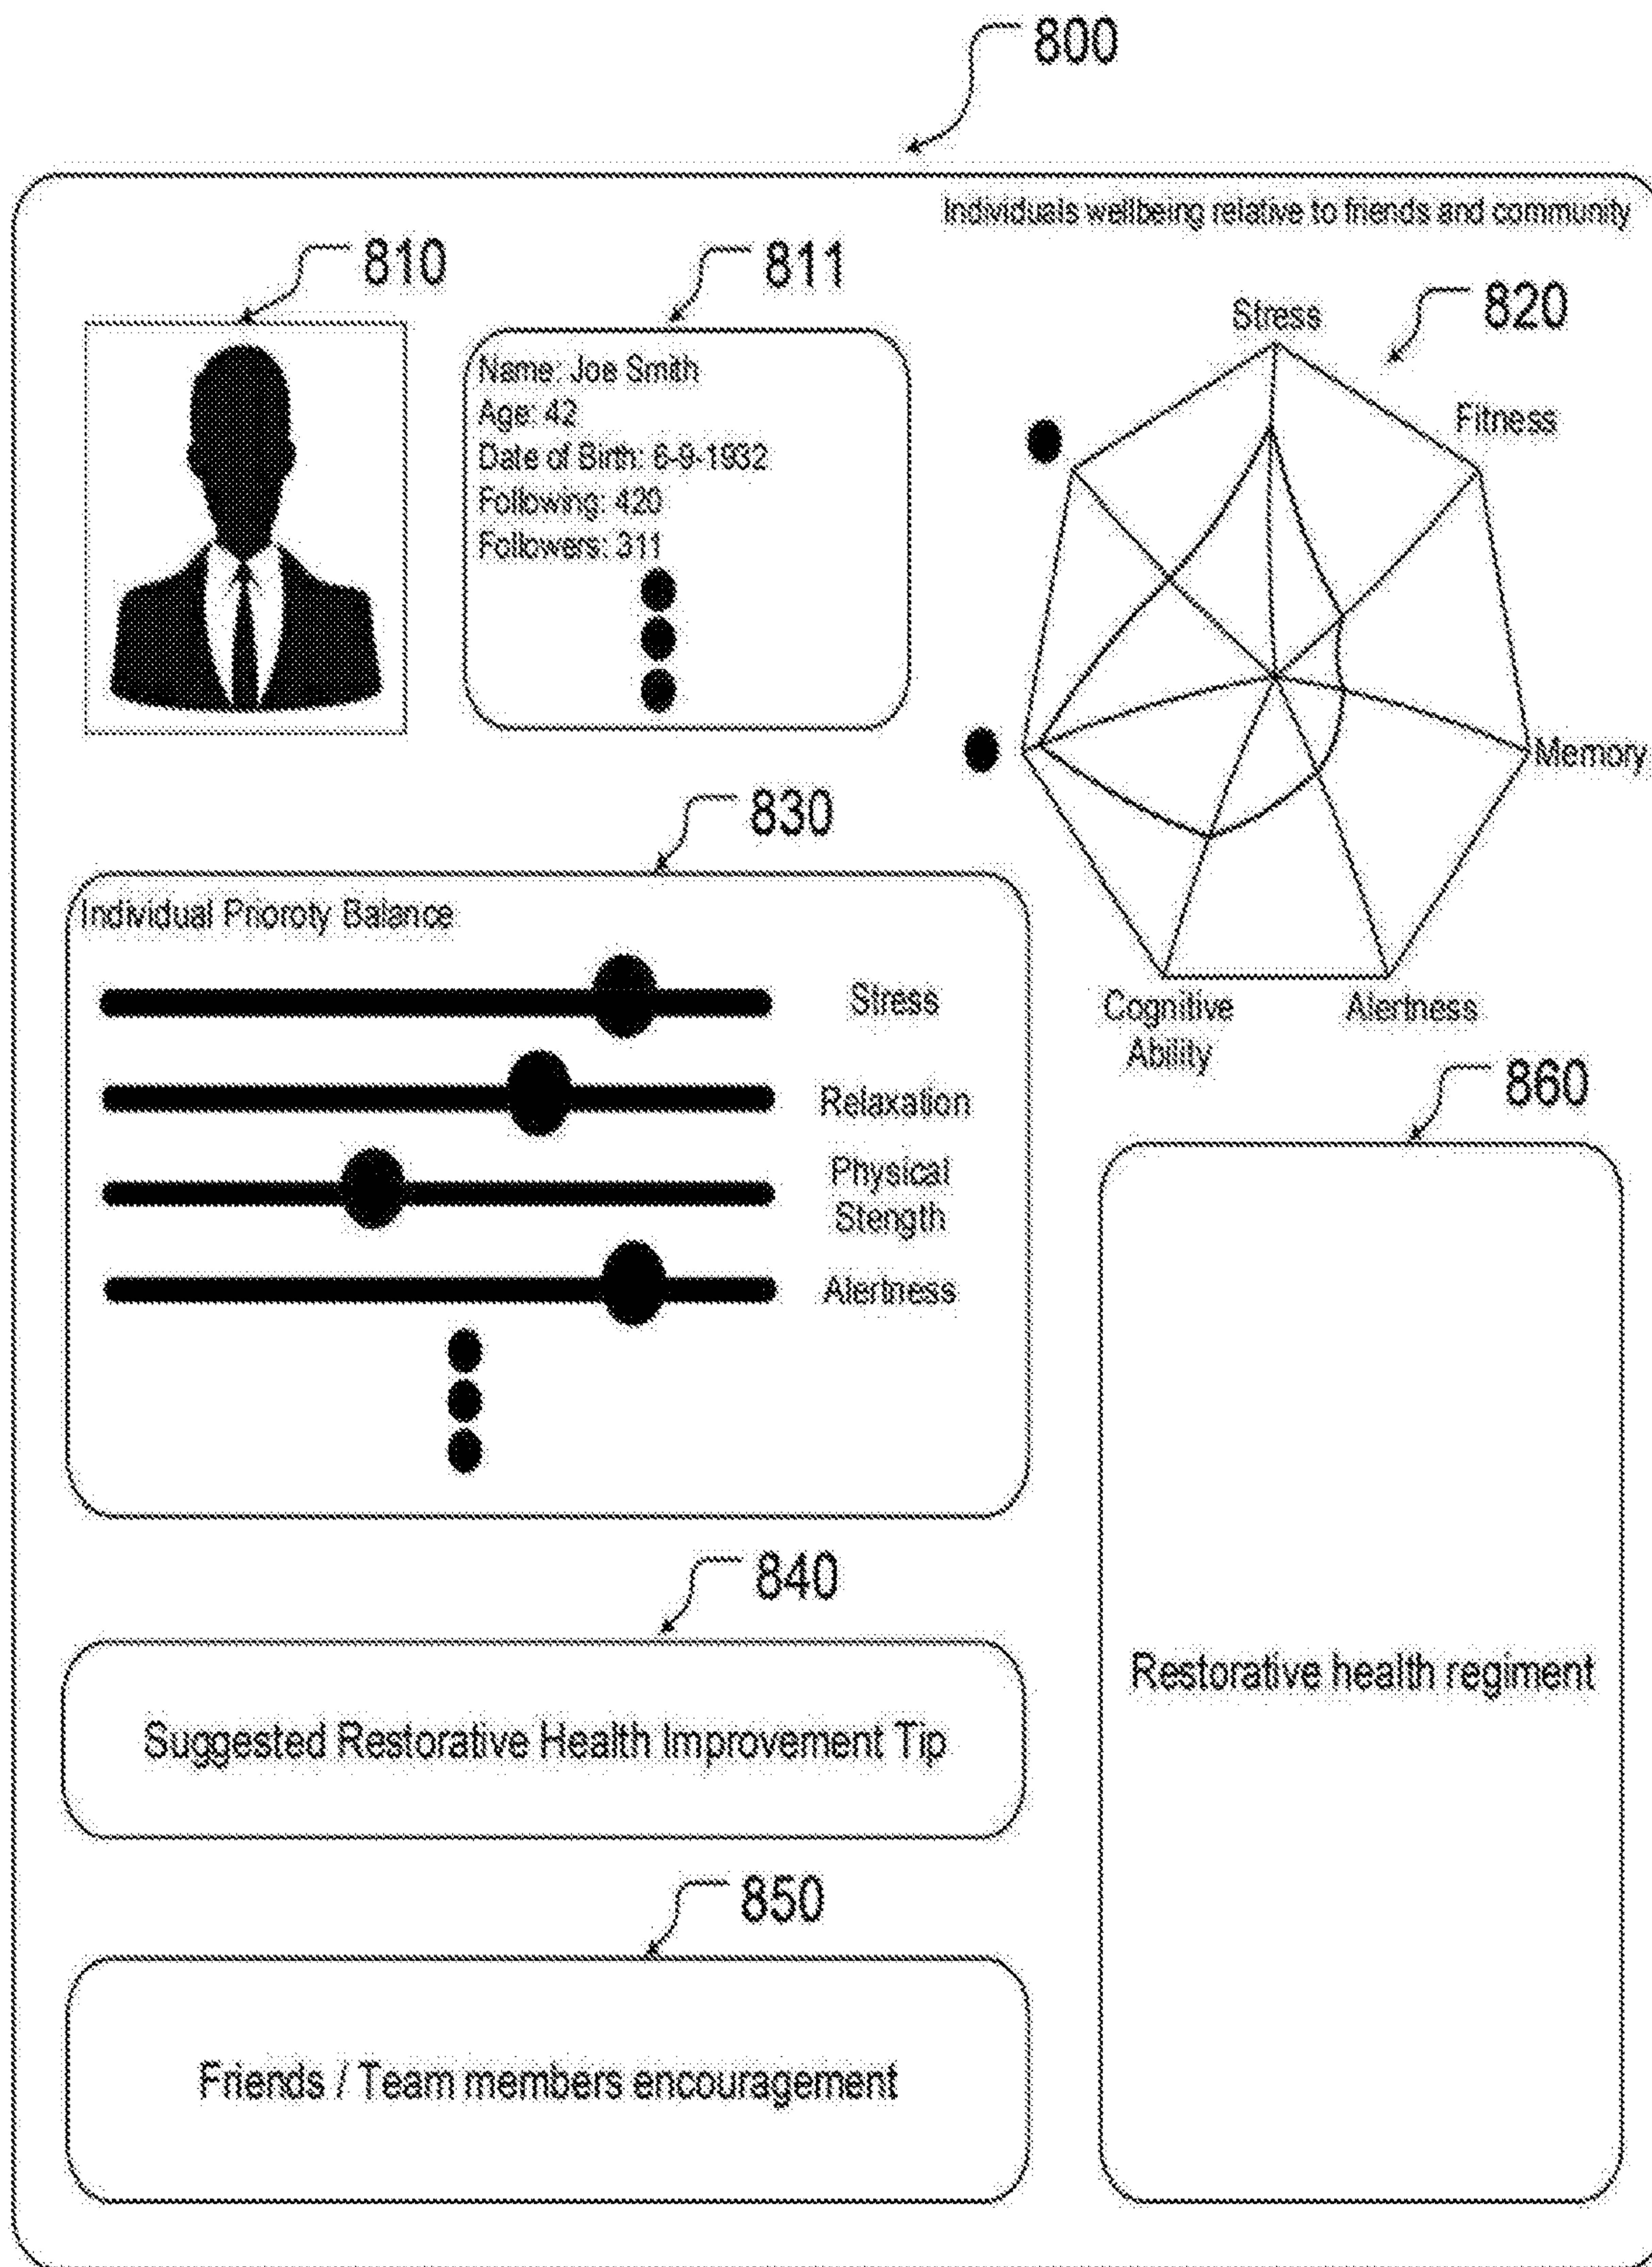 800
Individuals wellbeing relative to friends and community
810
811
820
Name: Joe Smith
Age: 42
Date of Birth: 6-9-1932
Following: 420
Followers: 311
Stress
Fitness
Memory
Cognitive
Ability
Alertness
830
Individual Prioroty Balance
Stress
Relaxation
Physical
Stength
Alertness
840
Suggested Restorative Health Improvement Tip
850
Friends / Team members encouragement
860
Restorative health regiment